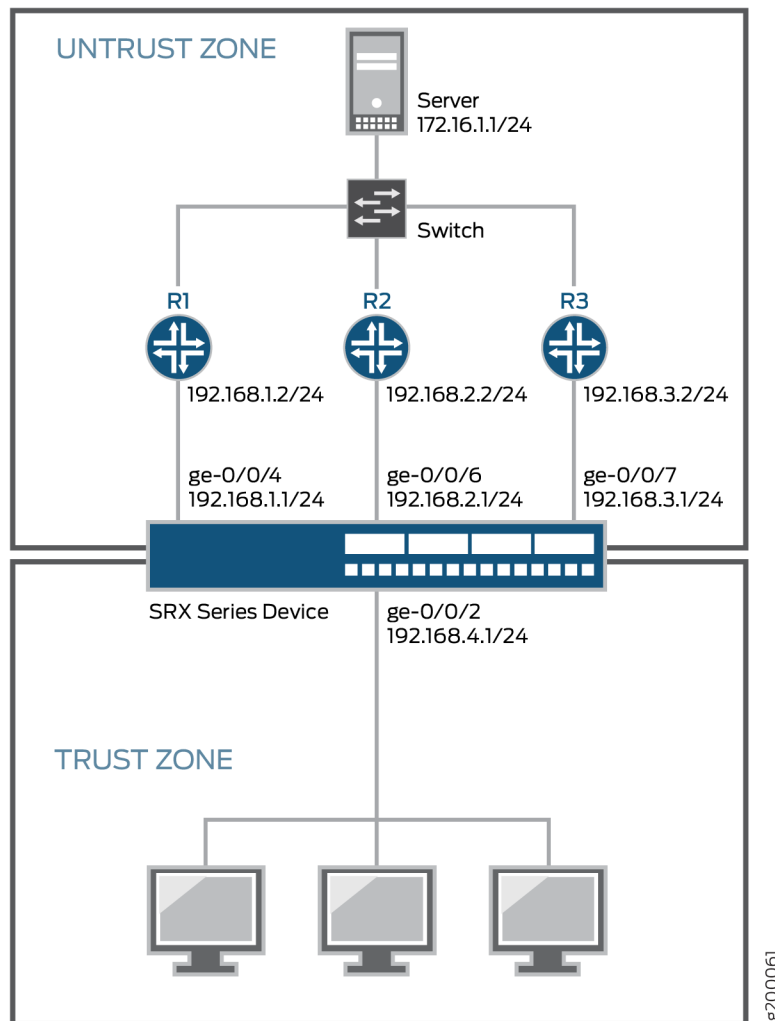 UNTRUST ZONE
Server
172.16.1.1/24
Switch
R1
R2
R3
192.168.1.2/24
192.168.2.2/24
192.168.3.2/24
ge-0/0/4
192.168.1.1/24
ge-0/0/6
192.168.2.1/24
ge-0/0/7
192.168.3.1/24
SRX Series Device
ge-0/0/2
192.168.4.1/24
TRUST ZONE
g200061